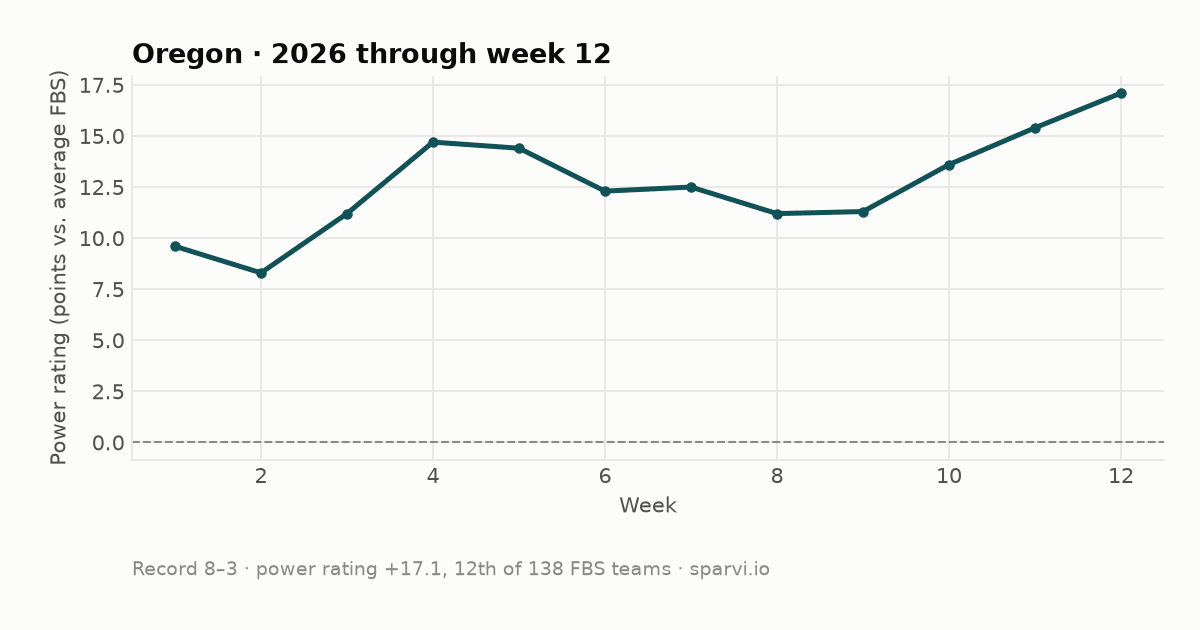 Oregon · 2026 through week 12
Power rating (points vs. average FBS)
17.5
15.0
12.5
10.0
7.5
5.0
2.5
0.0
2 4 6 8 10 12
Week
Record 8–3 · power rating +17.1, 12th of 138 FBS teams · sparvi.io